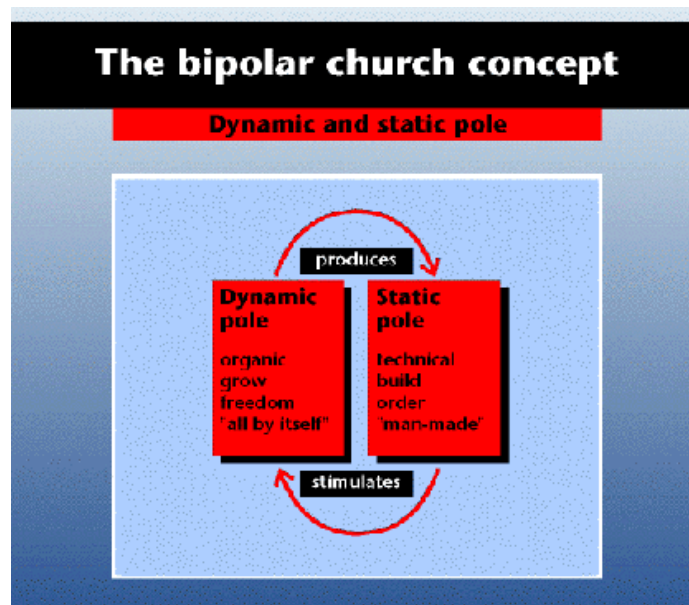 The bipolar church concept
Dynamic and static pole
produces
Dynamic
pole
organic
grow
freedom
"all by itself"
Static
pole
technical
build
order
"man-made"
stimulates